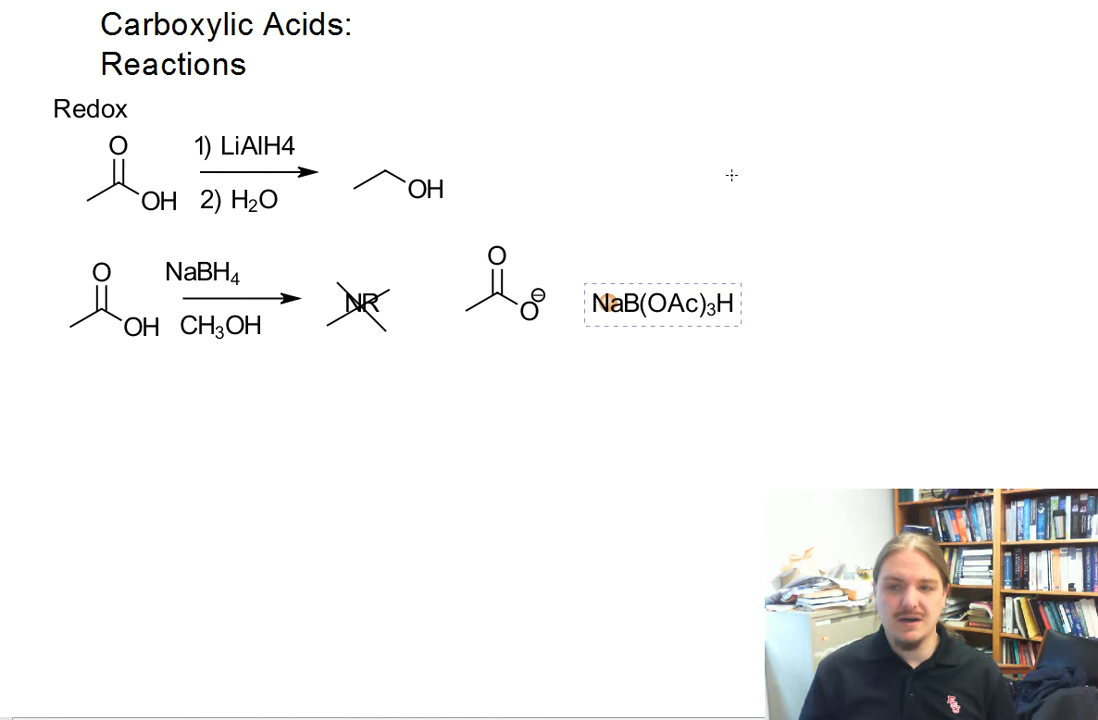 Carboxylic Acids:
Reactions
Redox
O
OH
1) LiAlH4
2) H₂O
OH
O
OH
NaBH₄
CH₃OH
NR
O
O⊖
NaB(OAc)₃H